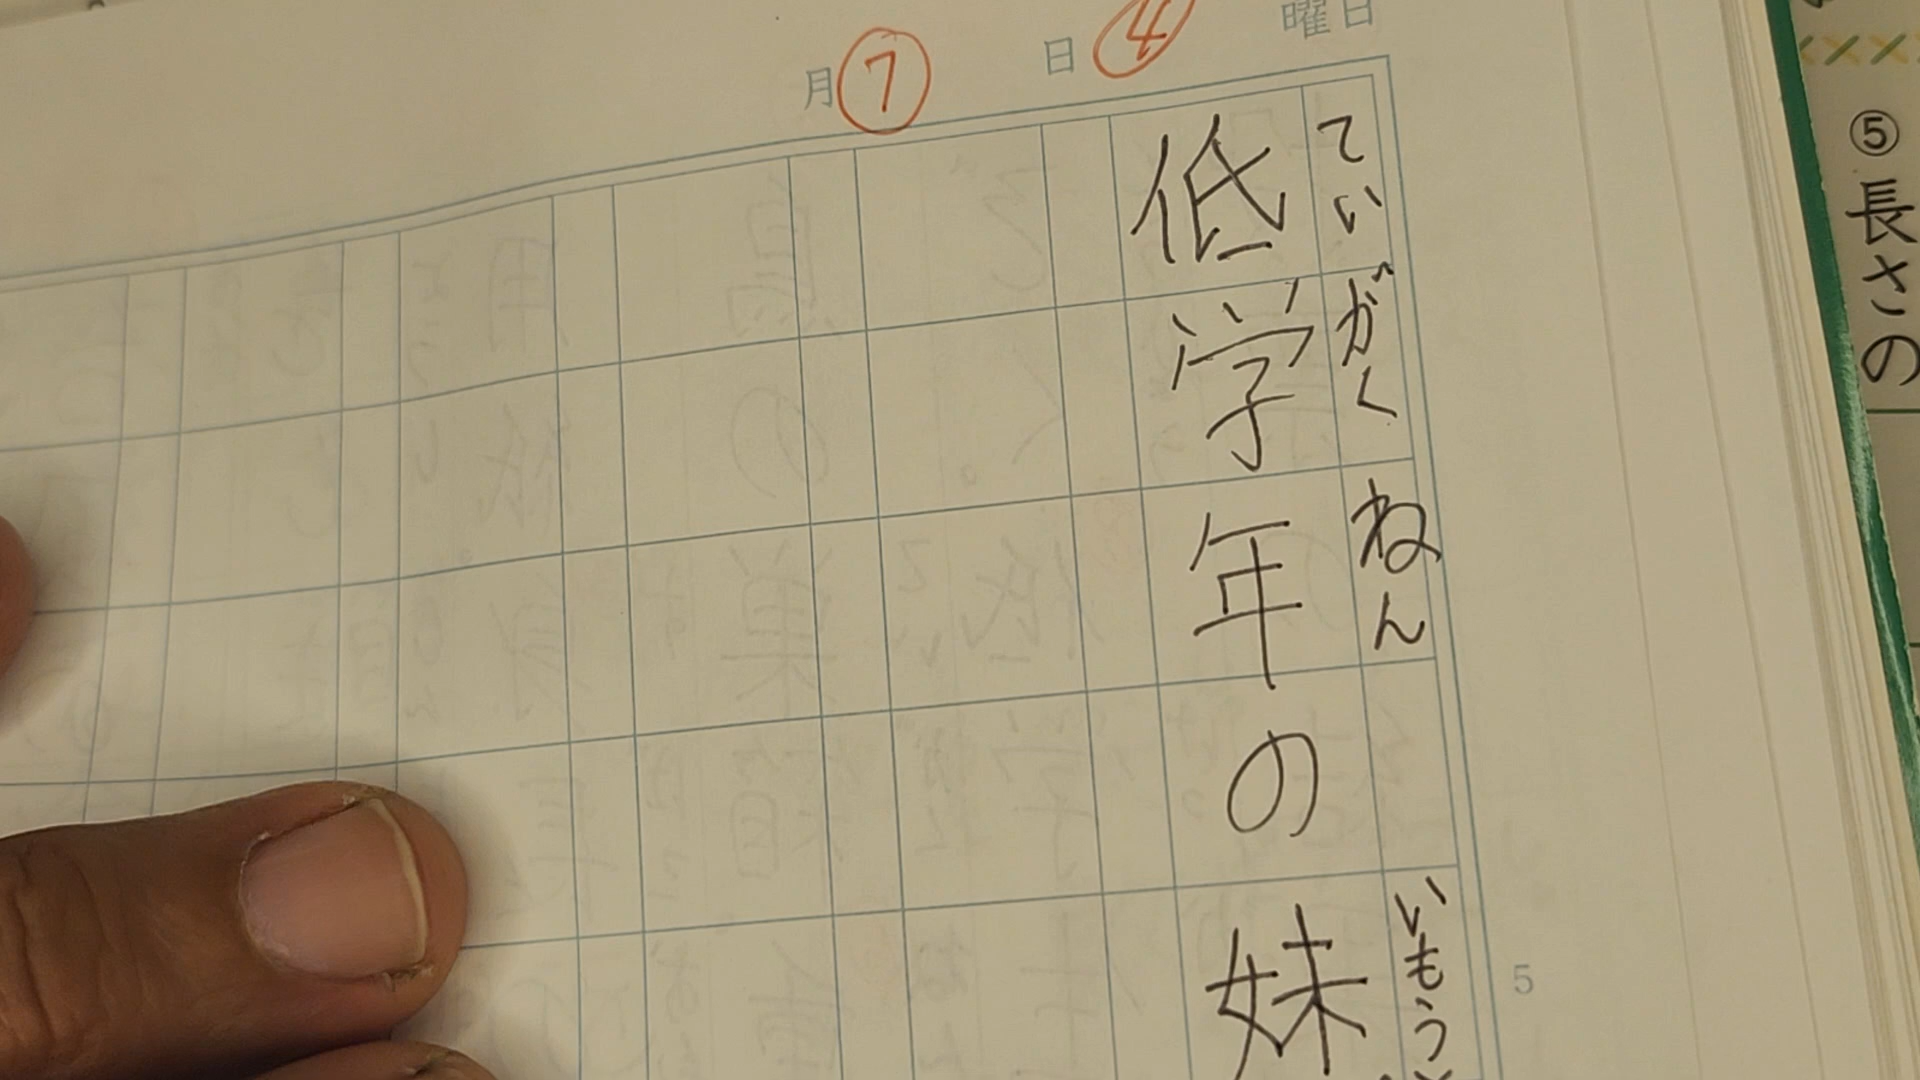 月⑦ 日④ 曜日
低学年の妹
ていがくねん いもうと
5
⑤長さの